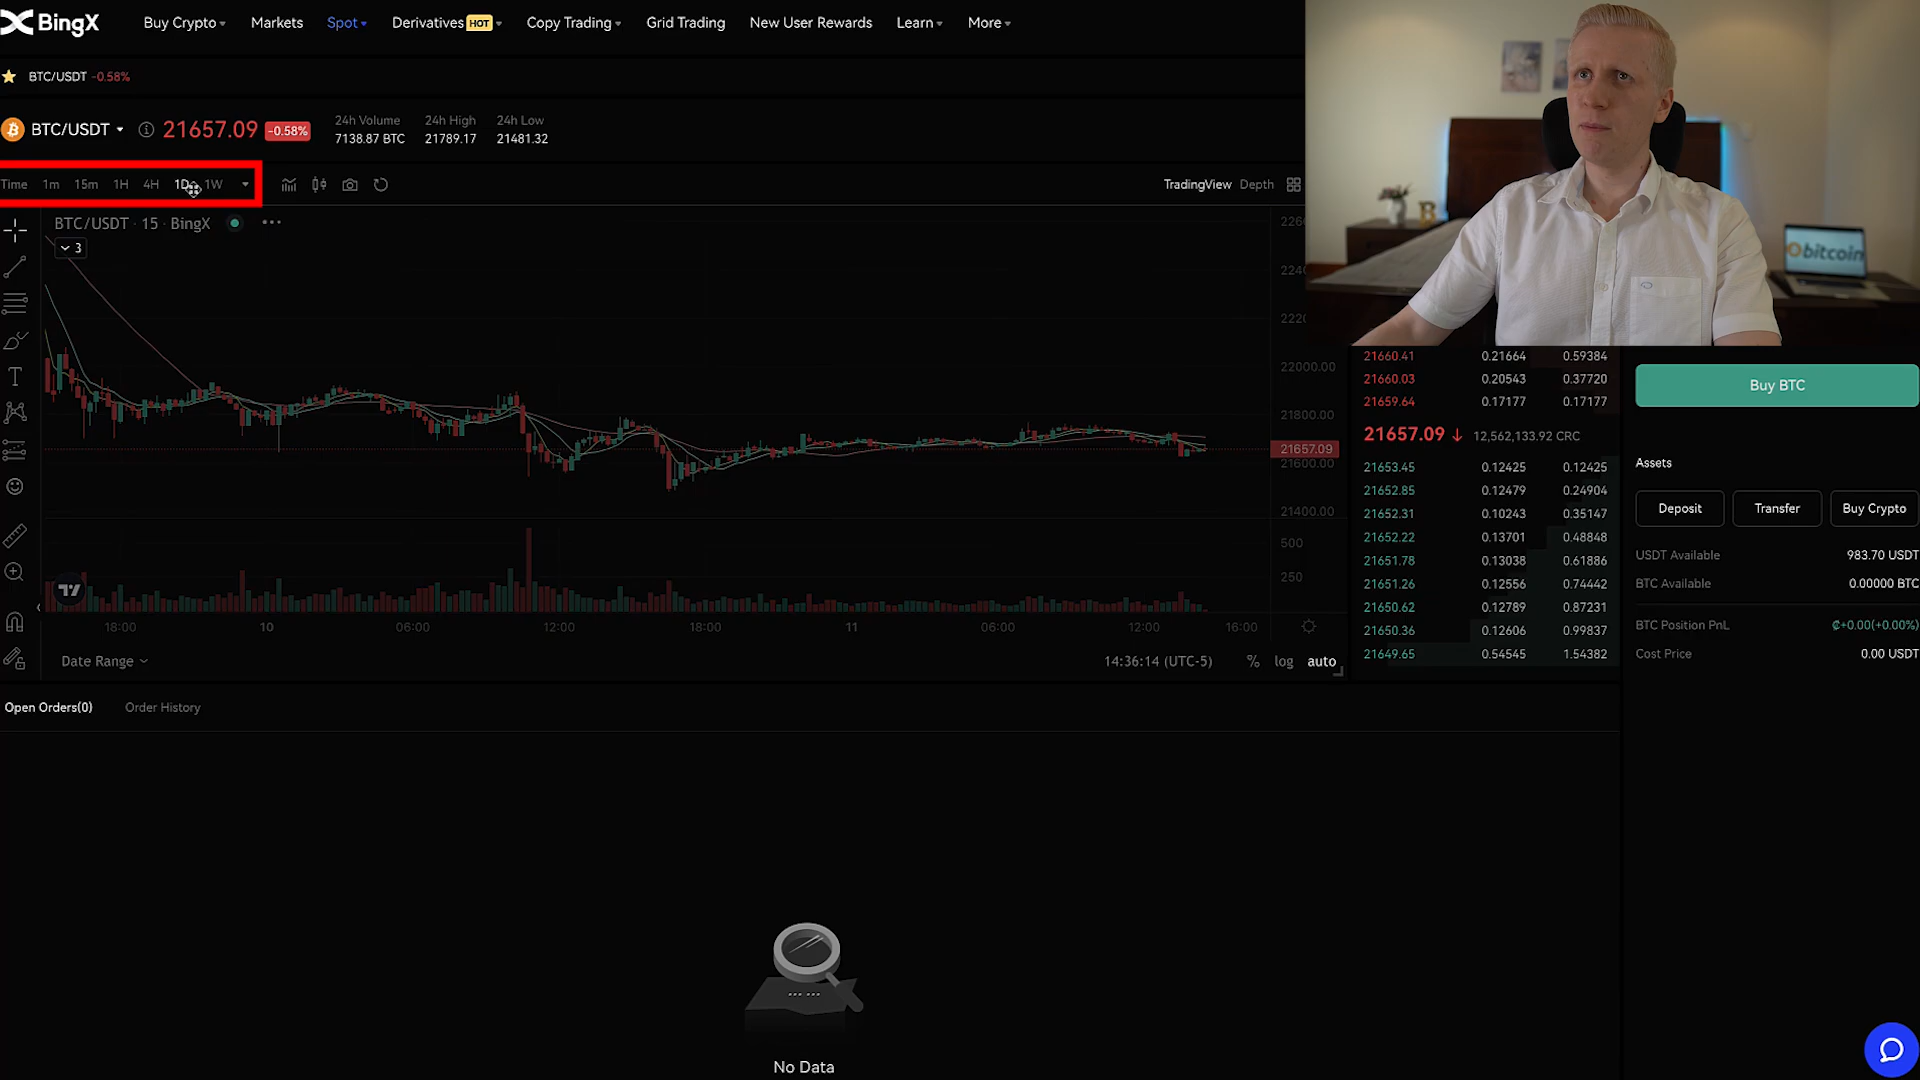 BingX Buy Crypto Markets Spot Derivatives HOT Copy Trading Grid Trading New User Rewards Learn More
BTC/USDT -0.58%
BTC/USDT 21657.09 -0.58%
24h Volume 24h High 24h Low
7138.87 BTC 21789.17 21481.32
Time 1m 15m 1H 4H 1D 1W
TradingView Depth
BTC/USDT · 15 · BingX
3
bitcoin
22000.00
21800.00
21657.09
21600.00
21400.00
500
250
18:00 10 06:00 12:00 18:00 11 06:00 12:00 16:00
Date Range 14:36:14 (UTC-5) % log auto
21660.41 0.21664 0.59384
21660.03 0.20543 0.37720
21659.64 0.17177 0.17177
21657.09 ↓ 12,562,133.92 CRC
21653.45 0.12425 0.12425
21652.85 0.12479 0.24904
21652.31 0.10243 0.35147
21652.22 0.13701 0.48848
21651.78 0.13038 0.61886
21651.26 0.12556 0.74442
21650.62 0.12789 0.87231
21650.36 0.12606 0.99837
21649.65 0.54545 1.54382
Buy BTC
Assets
Deposit Transfer Buy Crypto
USDT Available 983.70 USDT
BTC Available 0.00000 BTC
BTC Position PnL ₡+0.00(+0.00%)
Cost Price 0.00 USDT
Open Orders(0) Order History
No Data